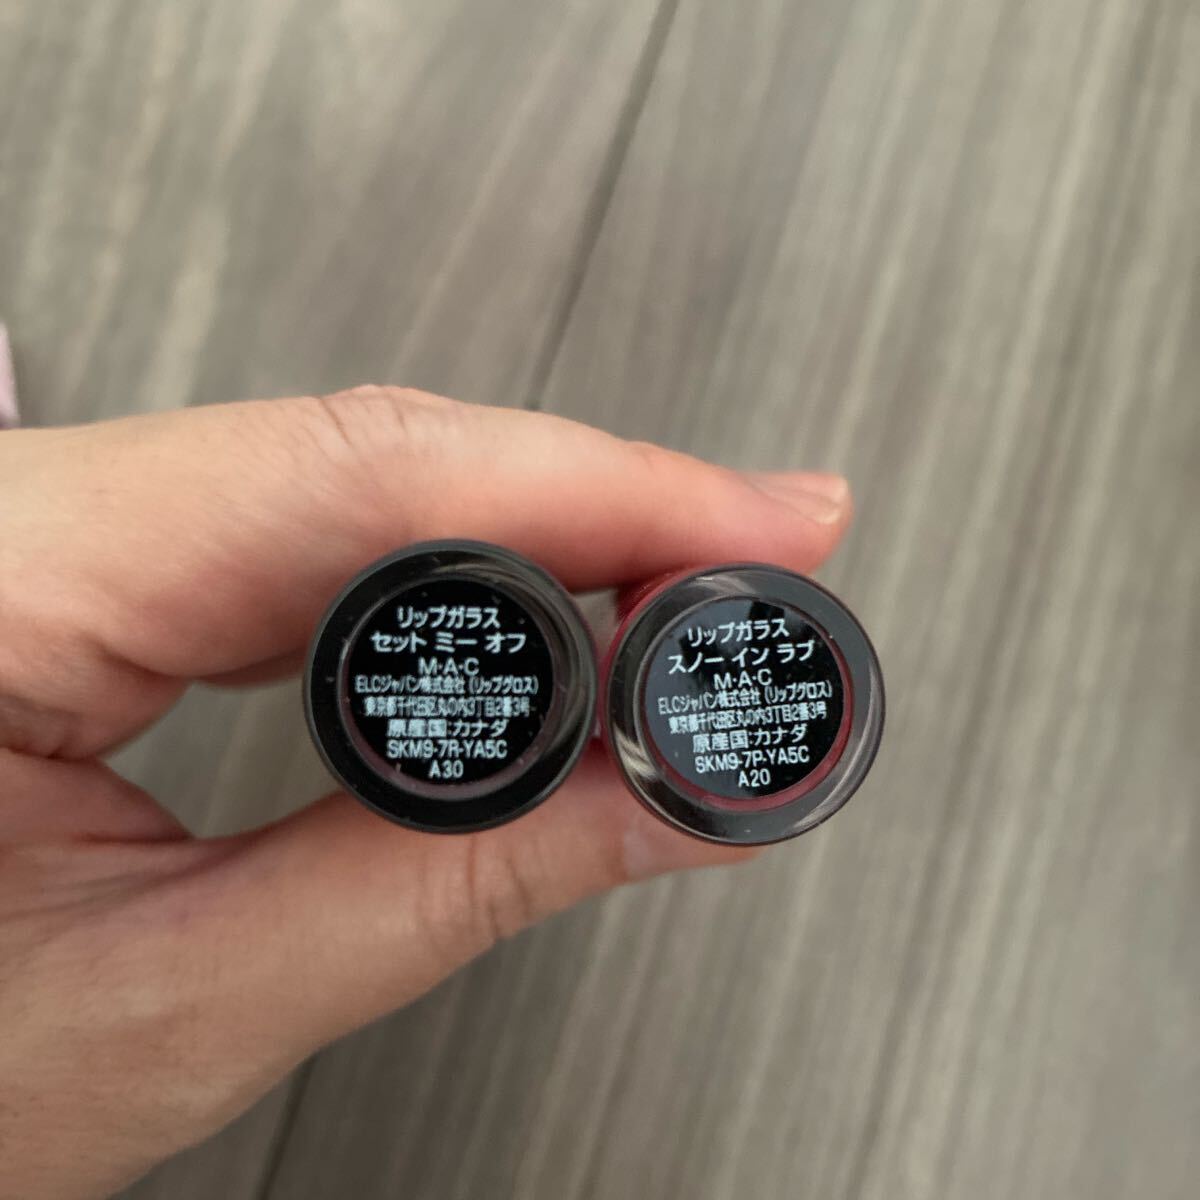 リップガラス
セット ミー オフ
M・A・C
ELCジャパン株式会社 (リップグロス)
東京都千代田区丸の内3丁目2番3号
原産国:カナダ
SKM9-7R-YA5C
A30
リップガラス
スノー イン ラブ
M・A・C
ELCジャパン株式会社 (リップグロス)
東京都千代田区丸の内3丁目2番3号
原産国:カナダ
SKM9-7P-YA5C
A20